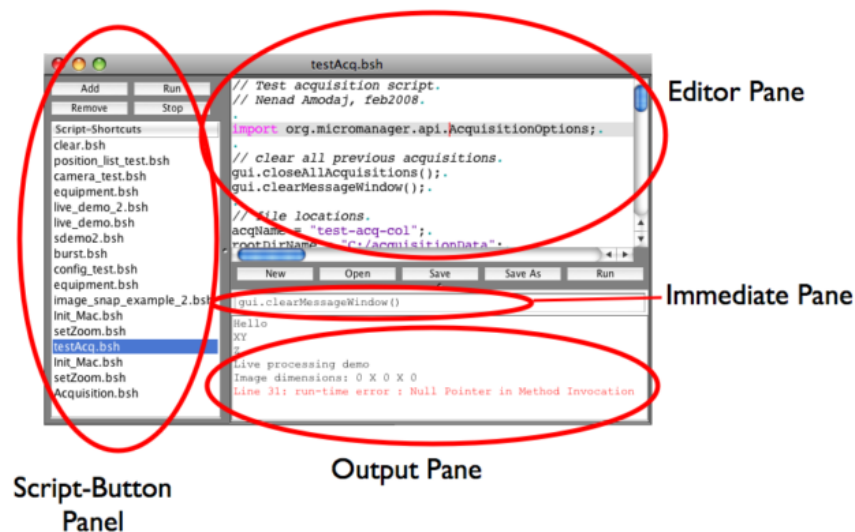 testAcq.bsh
Add Run
Remove Stop
Script-Shortcuts
clear.bsh
position_list_test.bsh
camera_test.bsh
equipment.bsh
live_demo_2.bsh
live_demo.bsh
sdemo2.bsh
burst.bsh
config_test.bsh
equipment.bsh
image_snap_example_2.bsh
Init_Mac.bsh
setZoom.bsh
testAcq.bsh
Init_Mac.bsh
setZoom.bsh
Acquisition.bsh
// Test acquisition script.
// Nenad Amodaj, feb2008.
.
import org.micromanager.api.AcquisitionOptions;.
.
// clear all previous acquisitions.
gui.closeAllAcquisitions();.
gui.clearMessageWindow();.
.
// file locations.
acqName = "test-acq-col";.
rootDirName = "C:/acquisitionData";.
New Open Save Save As Run
gui.clearMessageWindow()
Hello
XY
Z
Live processing demo
Image dimensions: 0 X 0 X 0
Line 31: run-time error : Null Pointer in Method Invocation
Editor Pane
Immediate Pane
Output Pane
Script-Button
Panel